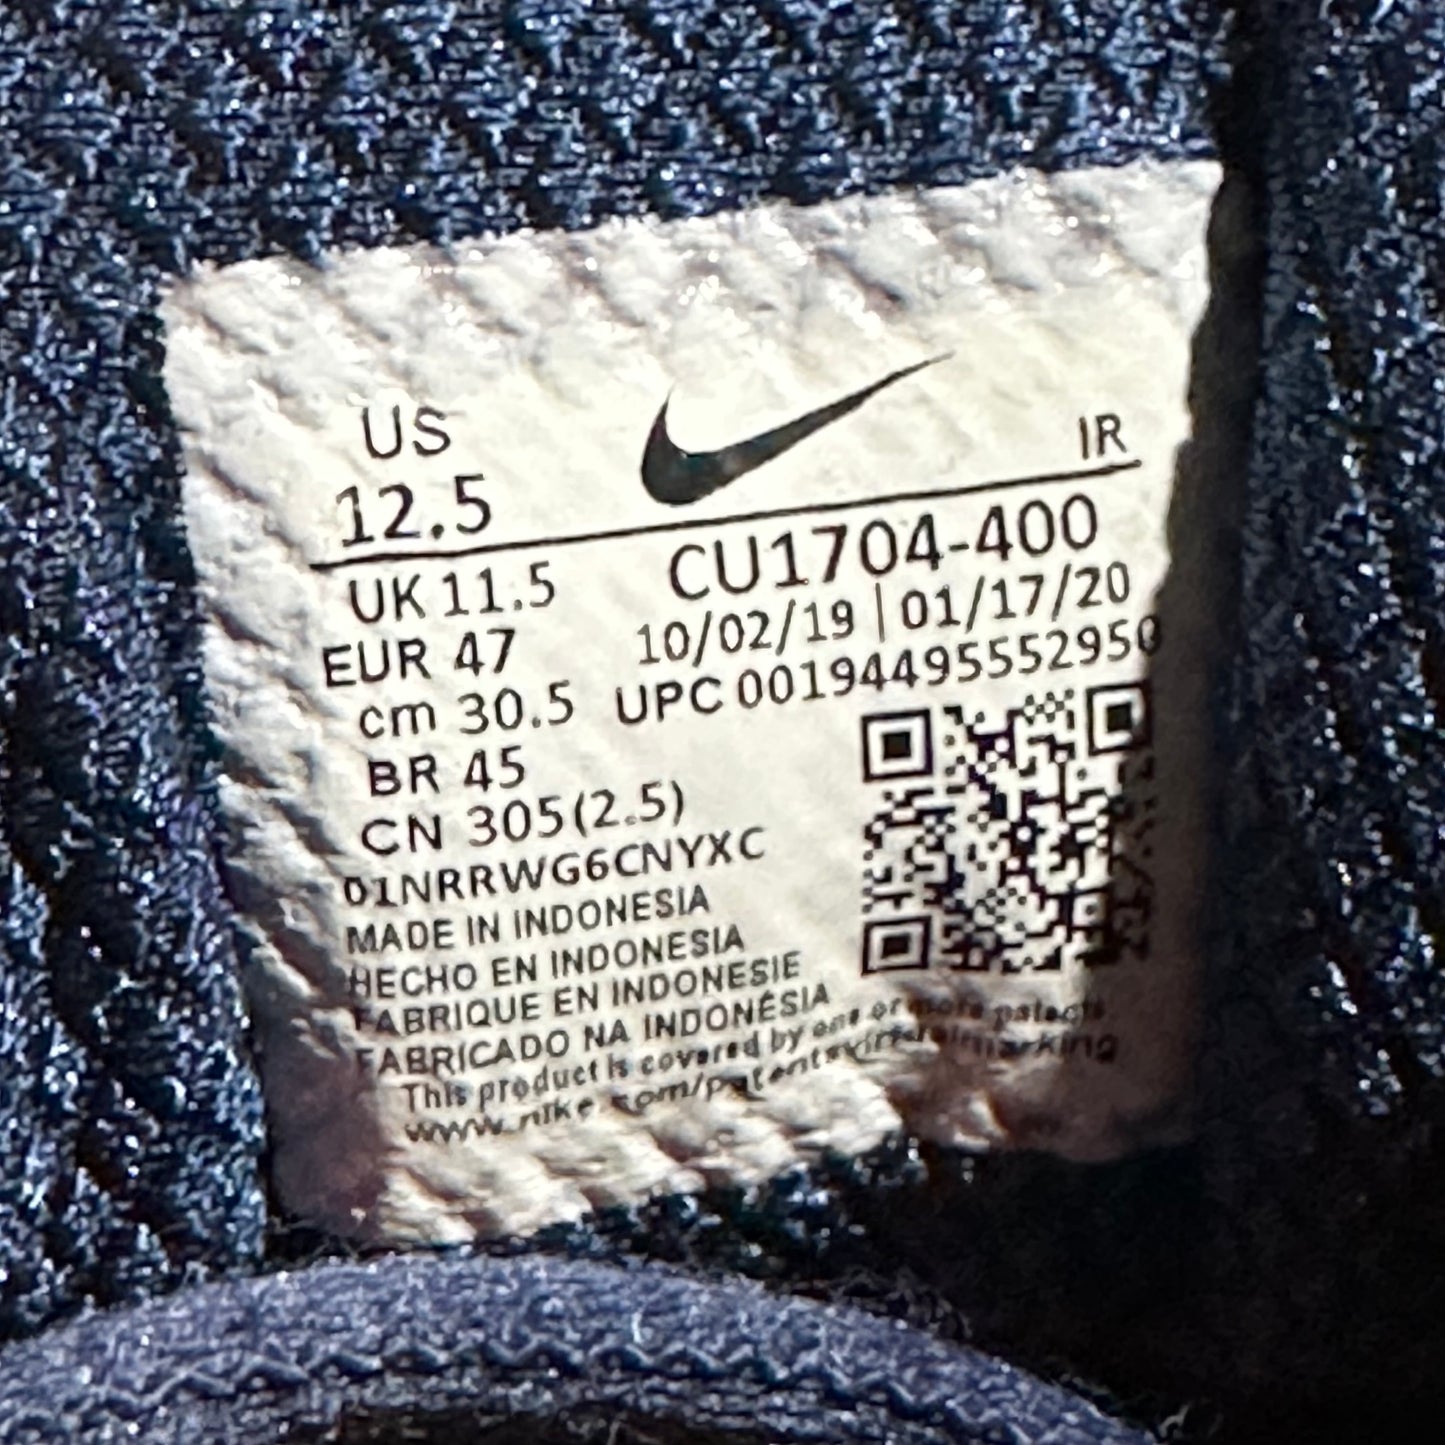 US
12.5
IR
UK 11.5
CU1704-400
EUR 47
10/02/19 | 01/17/20
cm 30.5
UPC 00194495552950
BR 45
CN 305(2.5)
01NRRWG6CNYXC
MADE IN INDONESIA
HECHO EN INDONESIA
FABRIQUE EN INDONESIE
FABRICADO NA INDONÉSIA
This product is covered by one or more patents
www.nike.com/patentsvirtualmarking